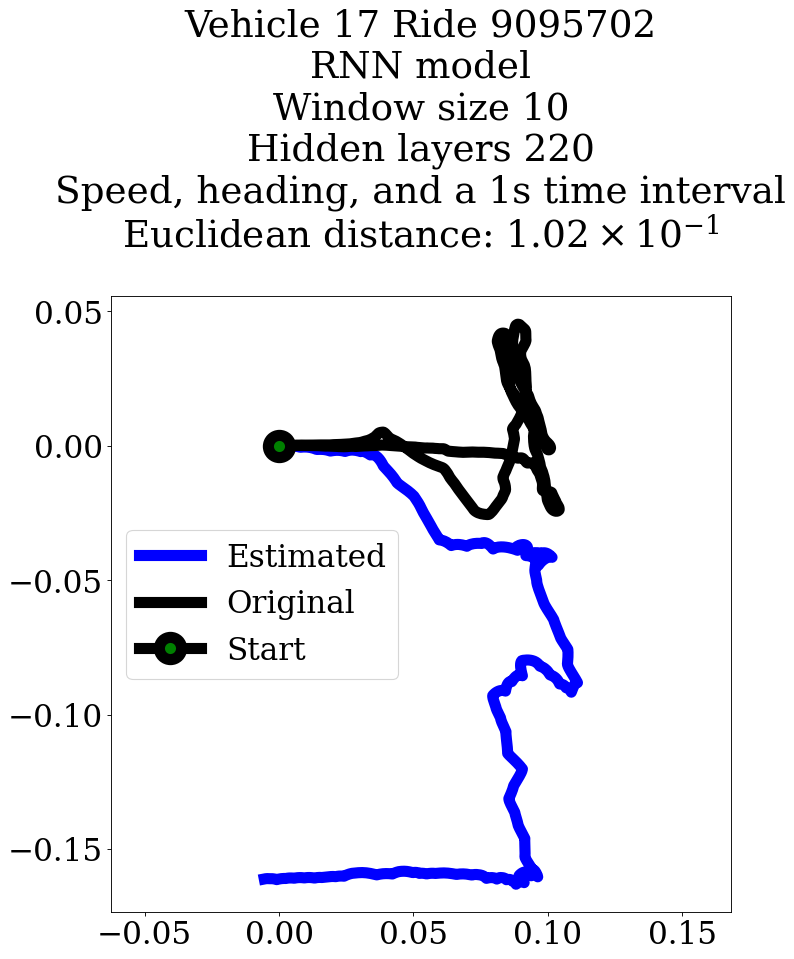 Vehicle 17 Ride 9095702
RNN model
Window size 10
Hidden layers 220
Speed, heading, and a 1s time interval
Euclidean distance: 1.02 × 10⁻¹
0.05
0.00
−0.05
−0.10
−0.15
Estimated
Original
Start
−0.05 0.00 0.05 0.10 0.15